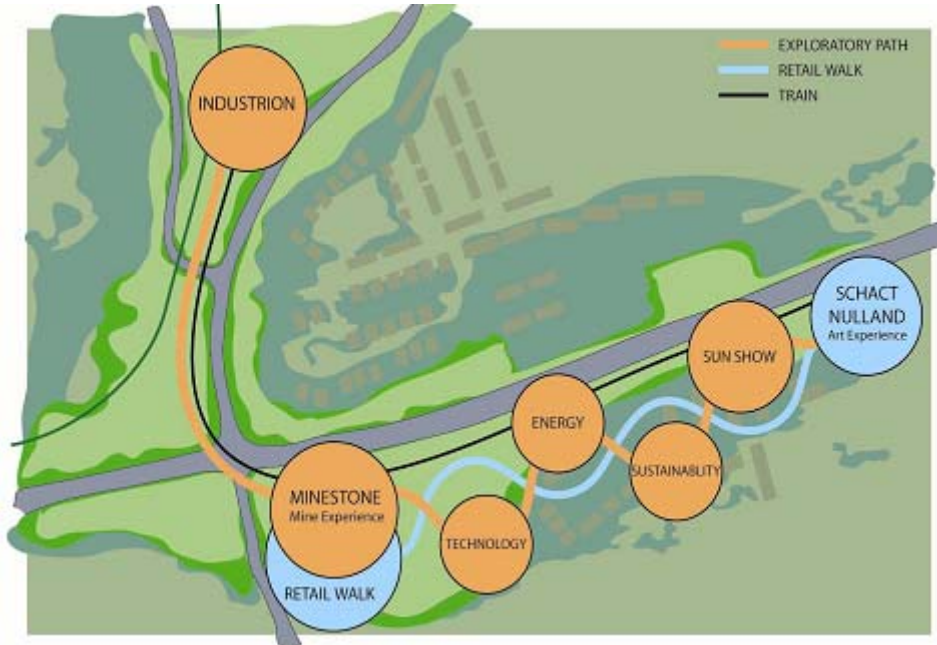 EXPLORATORY PATH
RETAIL WALK
TRAIN
INDUSTRION
SCHACT
NULLAND
Art Experience
SUN SHOW
ENERGY
SUSTAINABLITY
MINESTONE
Mine Experience
TECHNOLOGY
RETAIL WALK